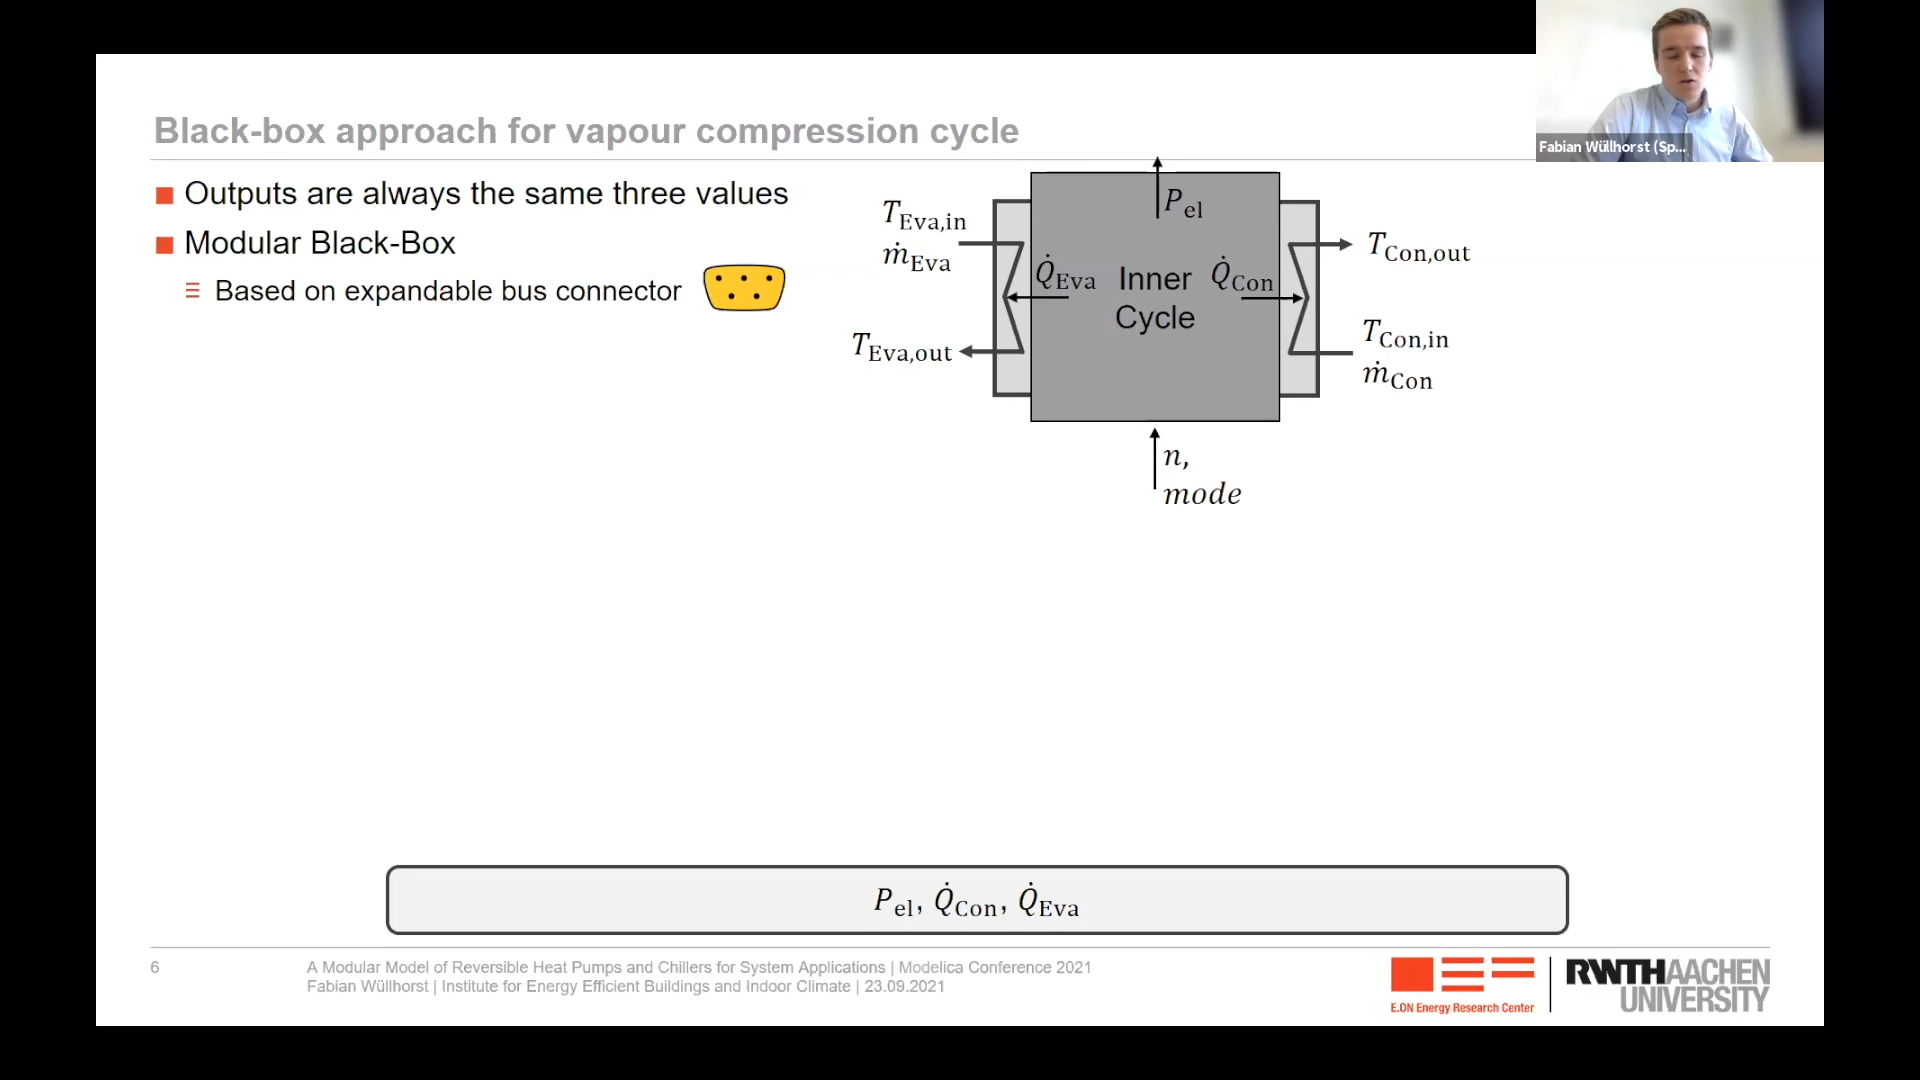 Fabian Wüllhorst (Sp...
Black-box approach for vapour compression cycle
Outputs are always the same three values
Modular Black-Box
Based on expandable bus connector
T_Eva,in
ṁ_Eva
T_Eva,out
P_el
Q̇_Eva
Inner
Cycle
Q̇_Con
T_Con,out
T_Con,in
ṁ_Con
n,
mode
P_el, Q̇_Con, Q̇_Eva
6
A Modular Model of Reversible Heat Pumps and Chillers for System Applications | Modelica Conference 2021
Fabian Wüllhorst | Institute for Energy Efficient Buildings and Indoor Climate | 23.09.2021
E.ON Energy Research Center
RWTHAACHEN
UNIVERSITY